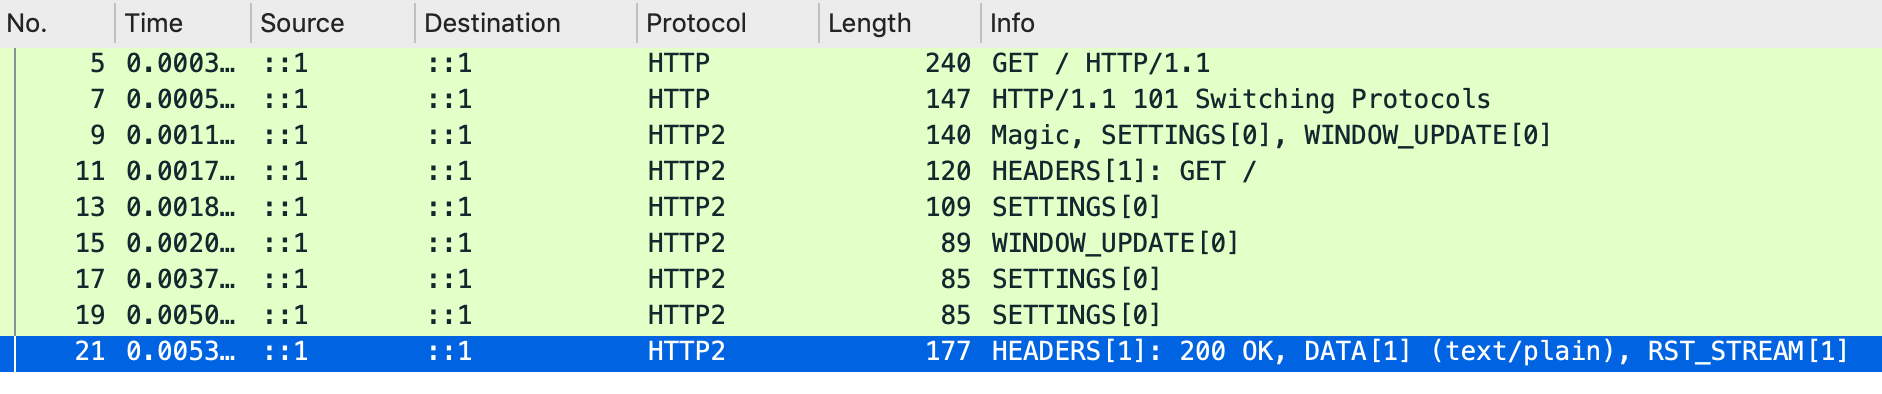 No. Time Source Destination Protocol Length Info
5 0.0003… ::1 ::1 HTTP 240 GET / HTTP/1.1
7 0.0005… ::1 ::1 HTTP 147 HTTP/1.1 101 Switching Protocols
9 0.0011… ::1 ::1 HTTP2 140 Magic, SETTINGS[0], WINDOW_UPDATE[0]
11 0.0017… ::1 ::1 HTTP2 120 HEADERS[1]: GET /
13 0.0018… ::1 ::1 HTTP2 109 SETTINGS[0]
15 0.0020… ::1 ::1 HTTP2 89 WINDOW_UPDATE[0]
17 0.0037… ::1 ::1 HTTP2 85 SETTINGS[0]
19 0.0050… ::1 ::1 HTTP2 85 SETTINGS[0]
21 0.0053… ::1 ::1 HTTP2 177 HEADERS[1]: 200 OK, DATA[1] (text/plain), RST_STREAM[1]